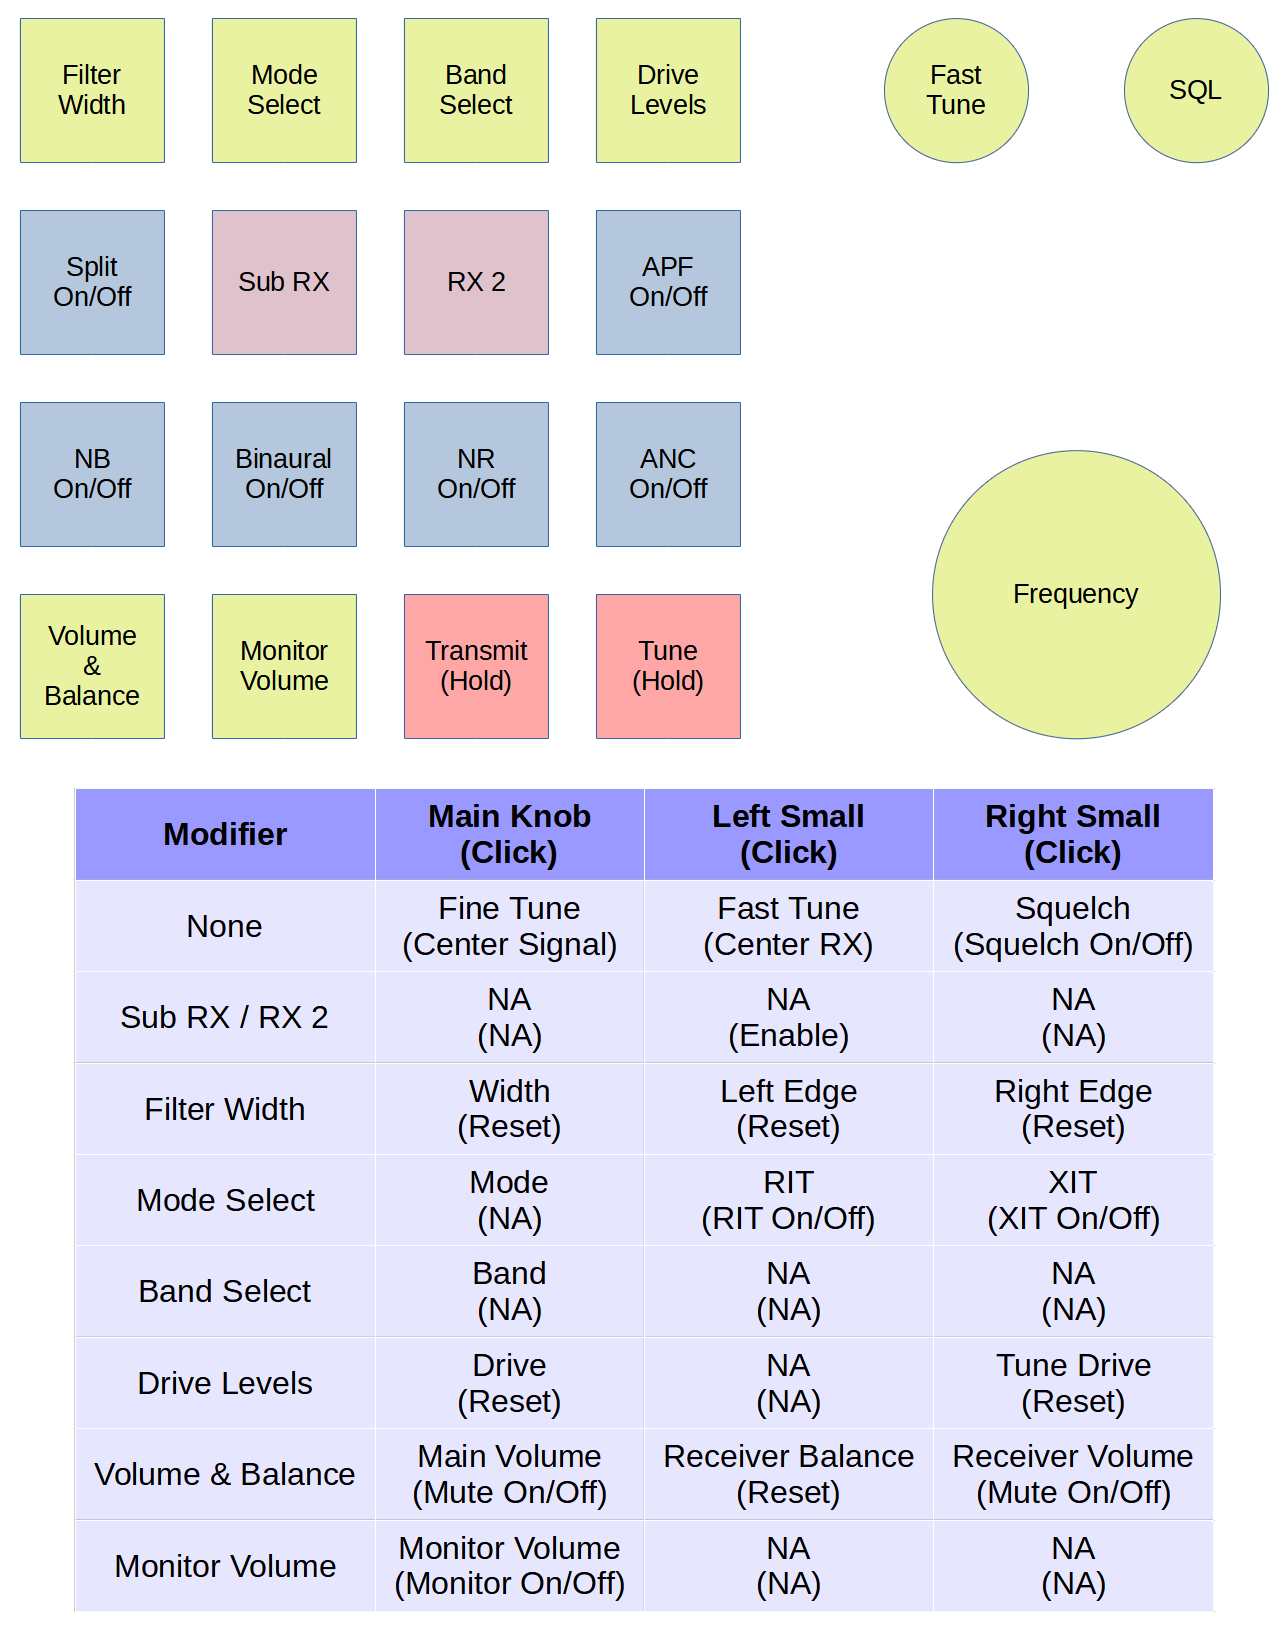 Filter
Width
Mode
Select
Band
Select
Drive
Levels
Fast
Tune
SQL
Split
On/Off
Sub RX
RX 2
APF
On/Off
NB
On/Off
Binaural
On/Off
NR
On/Off
ANC
On/Off
Frequency
Volume
&
Balance
Monitor
Volume
Transmit
(Hold)
Tune
(Hold)
Modifier
Main Knob
(Click)
Left Small
(Click)
Right Small
(Click)
None
Fine Tune
(Center Signal)
Fast Tune
(Center RX)
Squelch
(Squelch On/Off)
Sub RX / RX 2
NA
(NA)
NA
(Enable)
NA
(NA)
Filter Width
Width
(Reset)
Left Edge
(Reset)
Right Edge
(Reset)
Mode Select
Mode
(NA)
RIT
(RIT On/Off)
XIT
(XIT On/Off)
Band Select
Band
(NA)
NA
(NA)
NA
(NA)
Drive Levels
Drive
(Reset)
NA
(NA)
Tune Drive
(Reset)
Volume & Balance
Main Volume
(Mute On/Off)
Receiver Balance
(Reset)
Receiver Volume
(Mute On/Off)
Monitor Volume
Monitor Volume
(Monitor On/Off)
NA
(NA)
NA
(NA)